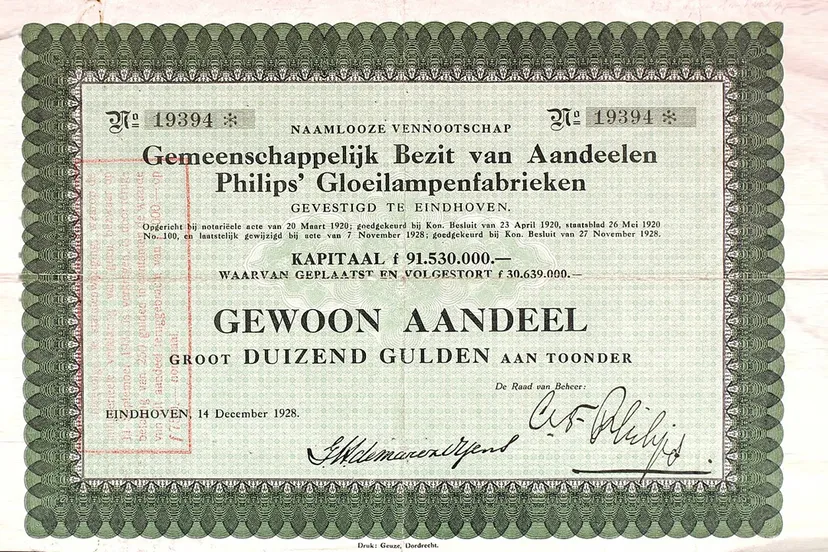 No 19394 *
No 19394 *
NAAMLOOZE VENNOOTSCHAP
Gemeenschappelijk Bezit van Aandeelen
Philips' Gloeilampenfabrieken
GEVESTIGD TE EINDHOVEN.
Opgericht bij notariëele acte van 20 Maart 1920; goedgekeurd bij Kon. Besluit van 23 April 1920, staatsblad 26 Mei 1920
No. 100, en laatstelijk gewijzigd bij acte van 7 November 1928; goedgekeurd bij Kon. Besluit van 27 November 1928.
KAPITAAL f 91.530.000.—
WAARVAN GEPLAATST EN VOLGESTORT f 30.639.000.—
GEWOON AANDEEL
GROOT DUIZEND GULDEN AAN TOONDER
De Raad van Beheer:
EINDHOVEN, 14 December 1928.
Philips
Druk: Geuze, Dordrecht.